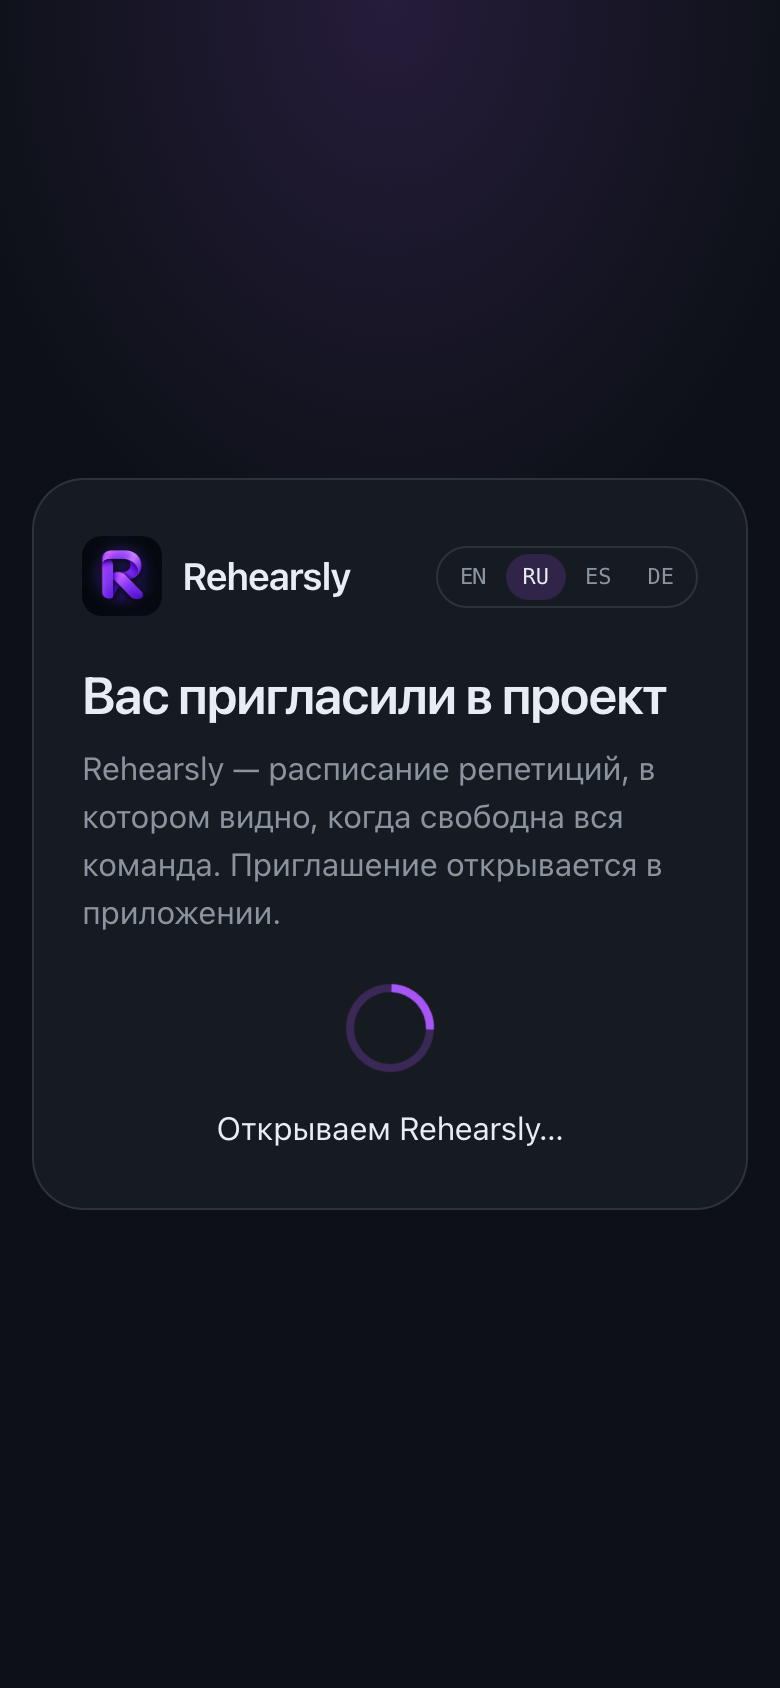 Rehearsly
EN RU ES DE
Вас пригласили в проект
Rehearsly — расписание репетиций, в
котором видно, когда свободна вся
команда. Приглашение открывается в
приложении.
Открываем Rehearsly...